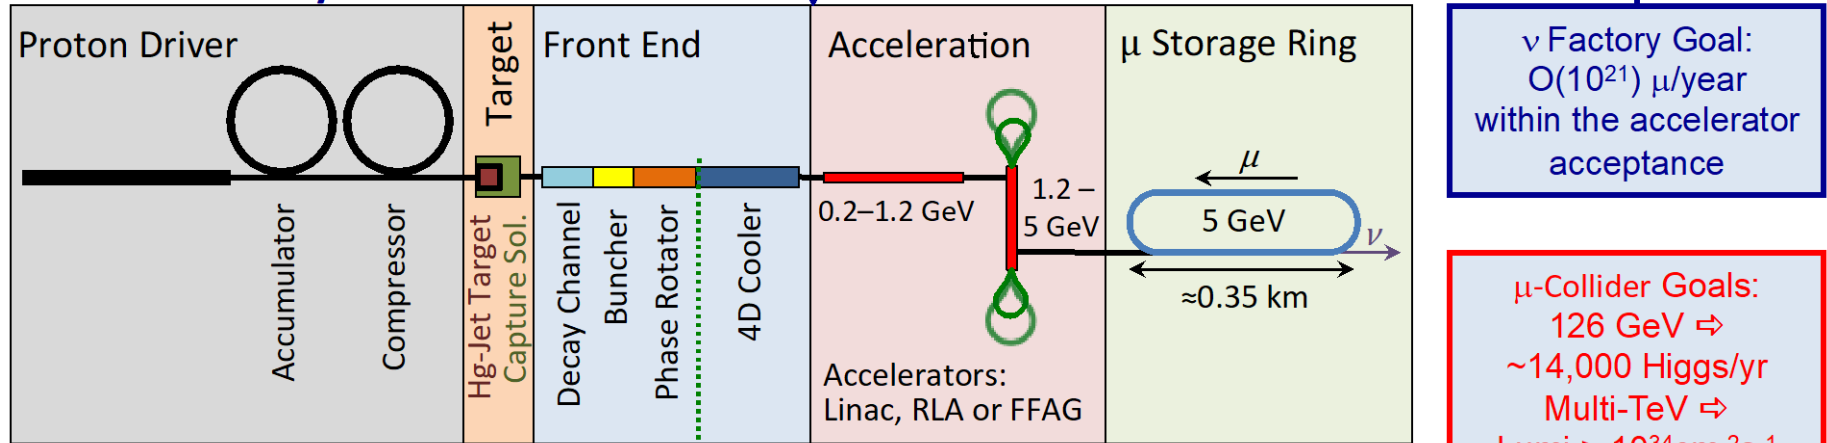 Proton Driver
Accumulator
Compressor
Target
Hg-Jet Target
Capture Sol.
Front End
Decay Channel
Buncher
Phase Rotator
4D Cooler
Acceleration
0.2–1.2 GeV
1.2 –
5 GeV
Accelerators:
Linac, RLA or FFAG
μ Storage Ring
μ
5 GeV
ν
≈0.35 km
ν Factory Goal:
O(10²¹) μ/year
within the accelerator
acceptance
μ-Collider Goals:
126 GeV ⇨
~14,000 Higgs/yr
Multi-TeV ⇨